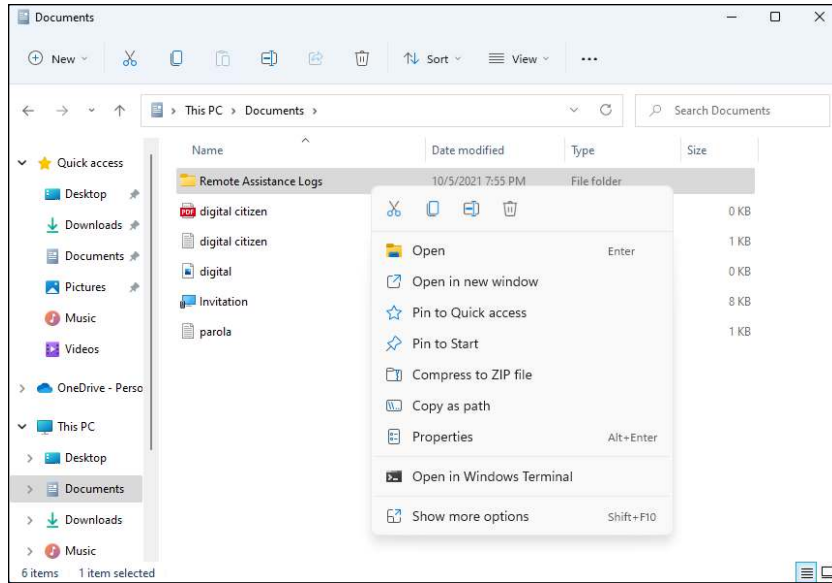 Documents
New
Sort
View
This PC > Documents >
Search Documents
Name
Date modified
Type
Size
Quick access
Desktop
Downloads
Documents
Pictures
Music
Videos
OneDrive - Perso
This PC
Desktop
Documents
Downloads
Music
Remote Assistance Logs 10/5/2021 7:55 PM File folder
PDF
digital citizen 0 KB
digital citizen 1 KB
digital 0 KB
Invitation 8 KB
parola 1 KB
Open Enter
Open in new window
Pin to Quick access
Pin to Start
Compress to ZIP file
Copy as path
Properties Alt+Enter
Open in Windows Terminal
Show more options Shift+F10
6 items 1 item selected